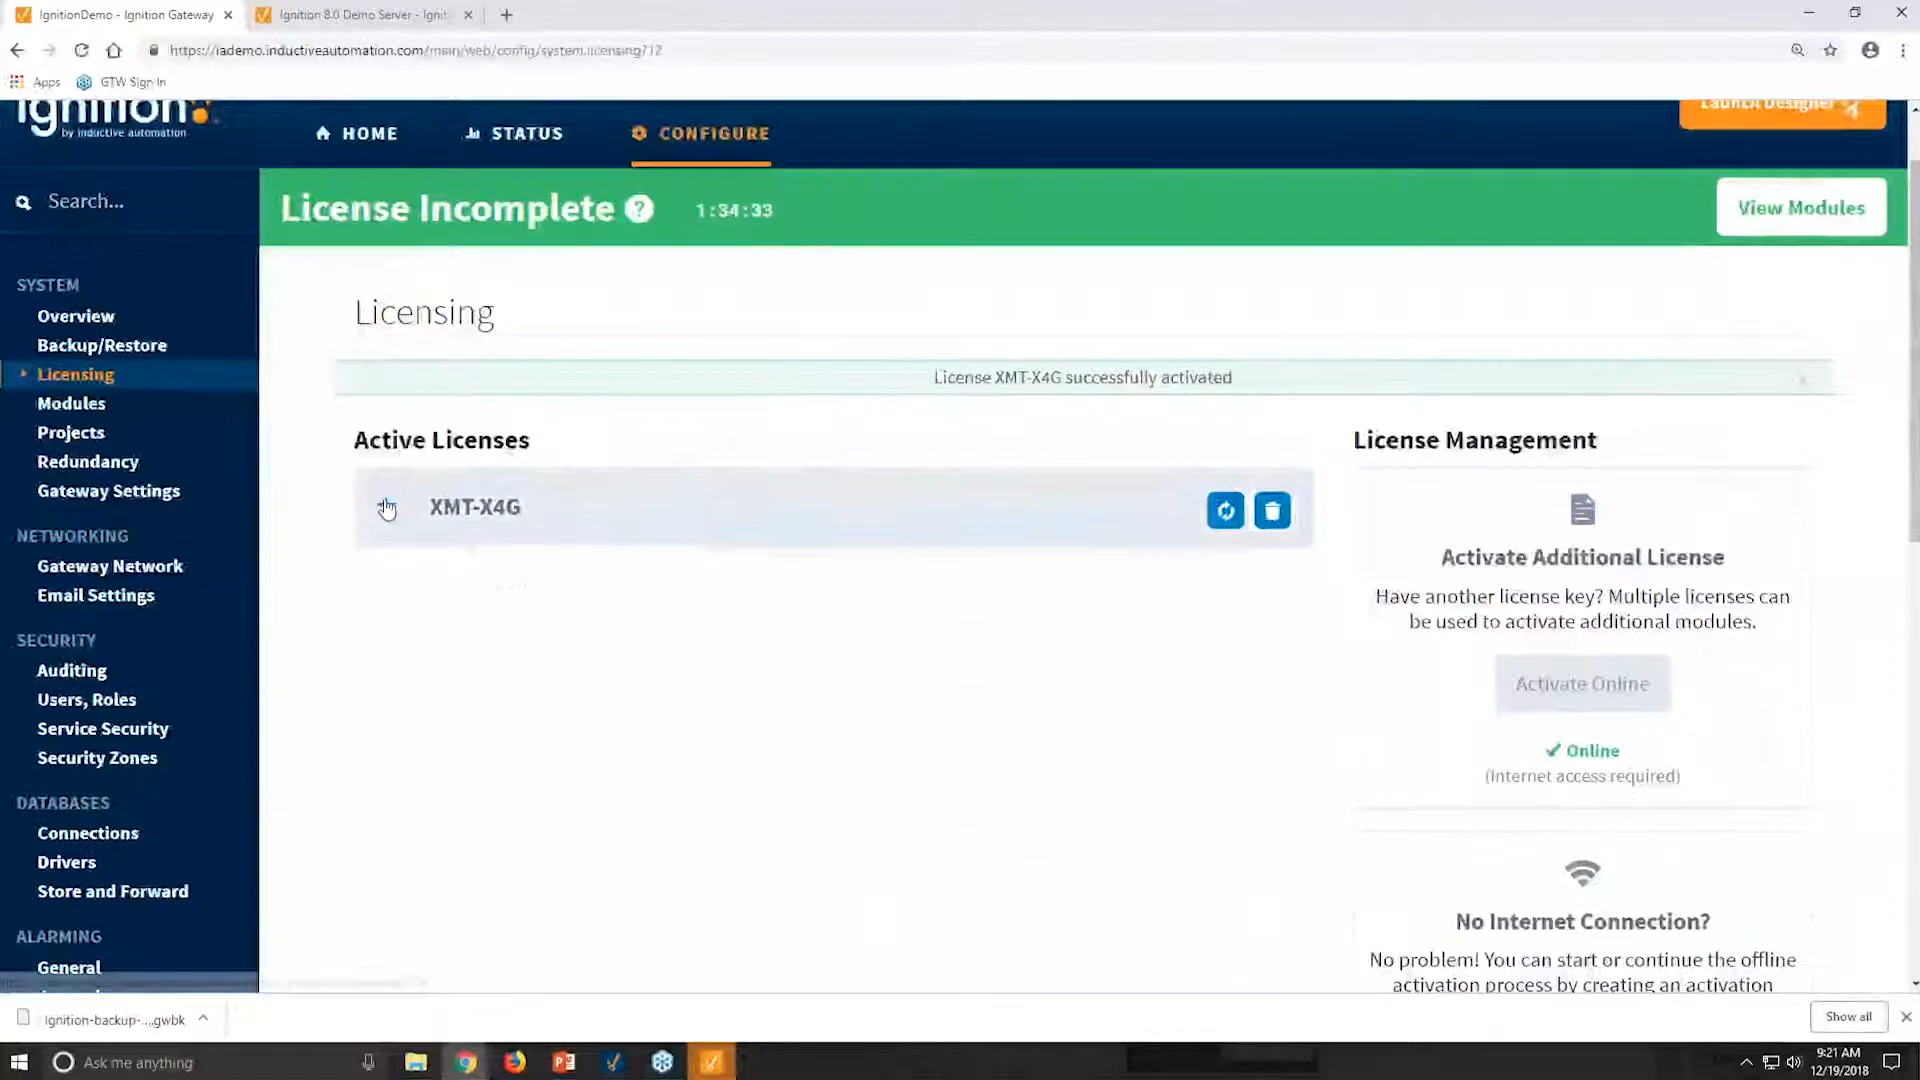 IgnitionDemo - Ignition Gateway
Ignition 8.0 Demo Server - Ignit
https://iademo.inductiveautomation.com/main/web/config/system.licensing?12
Apps
GTW Sign In
Ignition
by inductive automation
HOME
STATUS
CONFIGURE
Launch Designer
Search...
License Incomplete ?
1:34:33
View Modules
SYSTEM
Overview
Backup/Restore
Licensing
Modules
Projects
Redundancy
Gateway Settings
NETWORKING
Gateway Network
Email Settings
SECURITY
Auditing
Users, Roles
Service Security
Security Zones
DATABASES
Connections
Drivers
Store and Forward
ALARMING
General
Licensing
License XMT-X4G successfully activated
Active Licenses
XMT-X4G
License Management
Activate Additional License
Have another license key? Multiple licenses can
be used to activate additional modules.
Activate Online
Online
(Internet access required)
No Internet Connection?
No problem! You can start or continue the offline
activation process by creating an activation
Ignition-backup-....gwbk
Show all
Ask me anything
9:21 AM
12/19/2018